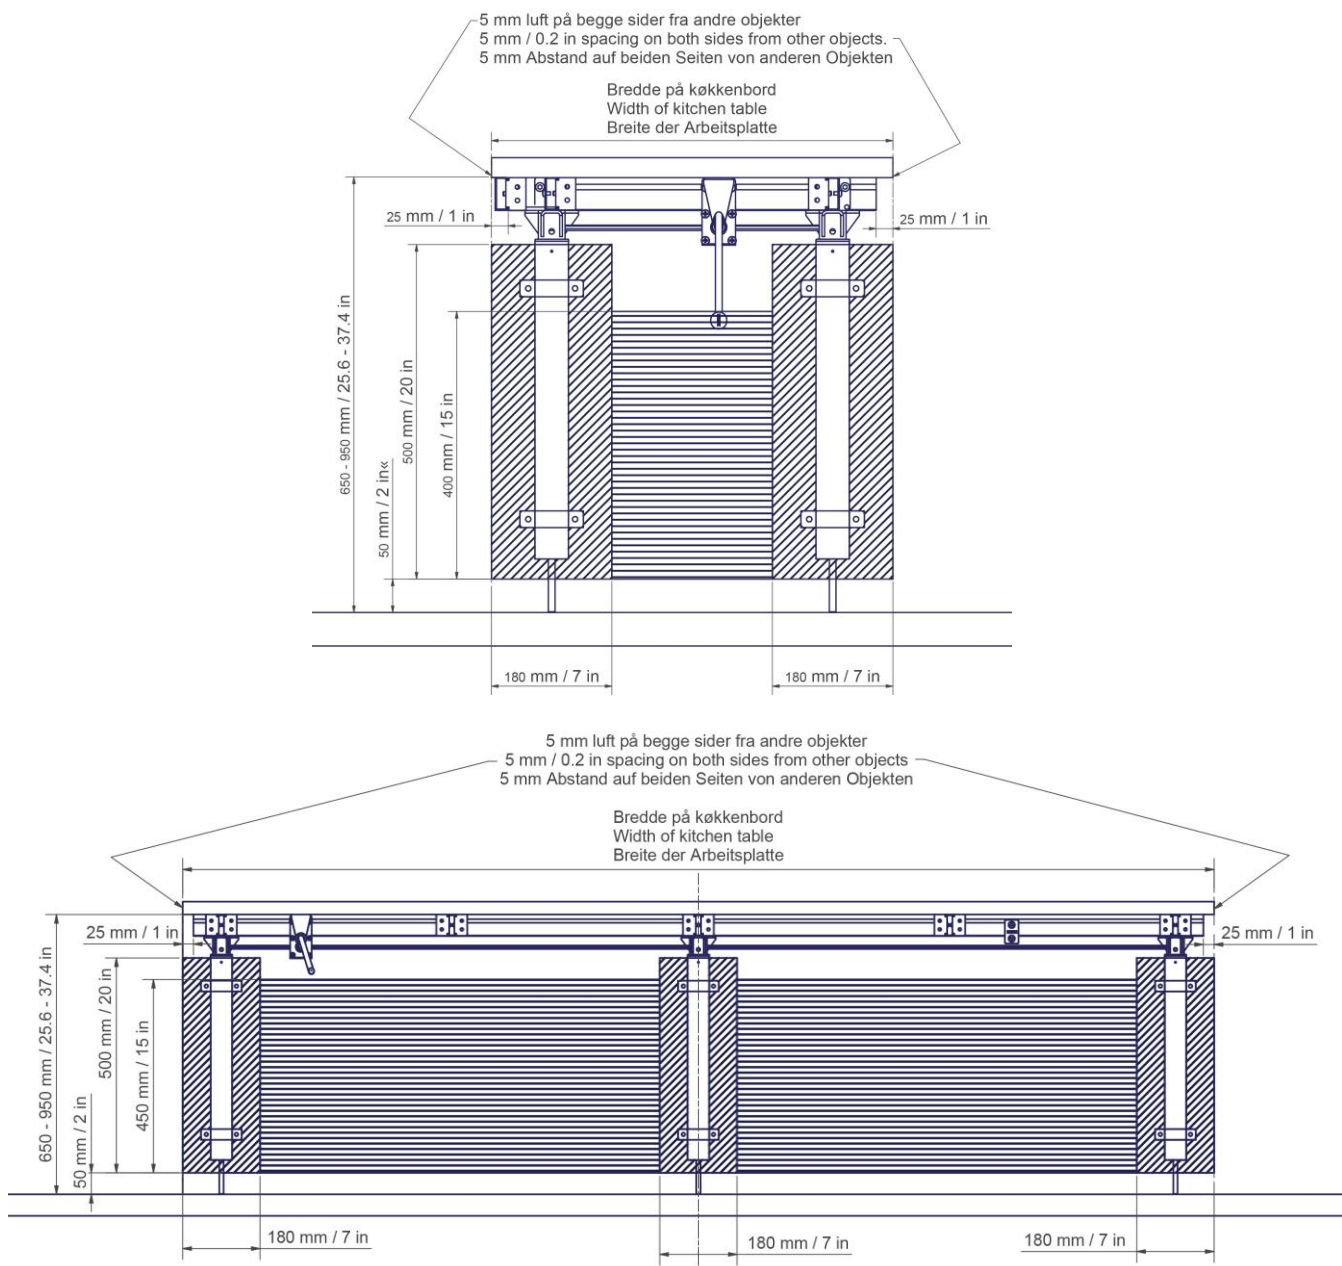 5 mm luft på begge sider fra andre objekter
5 mm / 0.2 in spacing on both sides from other objects.
5 mm Abstand auf beiden Seiten von anderen Objekten
Bredde på køkkenbord
Width of kitchen table
Breite der Arbeitsplatte
25 mm / 1 in
25 mm / 1 in
650 - 950 mm / 25.6 - 37.4 in
500 mm / 20 in
400 mm / 15 in
50 mm / 2 in«
180 mm / 7 in
180 mm / 7 in
5 mm luft på begge sider fra andre objekter
5 mm / 0.2 in spacing on both sides from other objects
5 mm Abstand auf beiden Seiten von anderen Objekten
Bredde på køkkenbord
Width of kitchen table
Breite der Arbeitsplatte
25 mm / 1 in
25 mm / 1 in
650 - 950 mm / 25.6 - 37.4 in
500 mm / 20 in
450 mm / 15 in
50 mm / 2 in
180 mm / 7 in
180 mm / 7 in
180 mm / 7 in